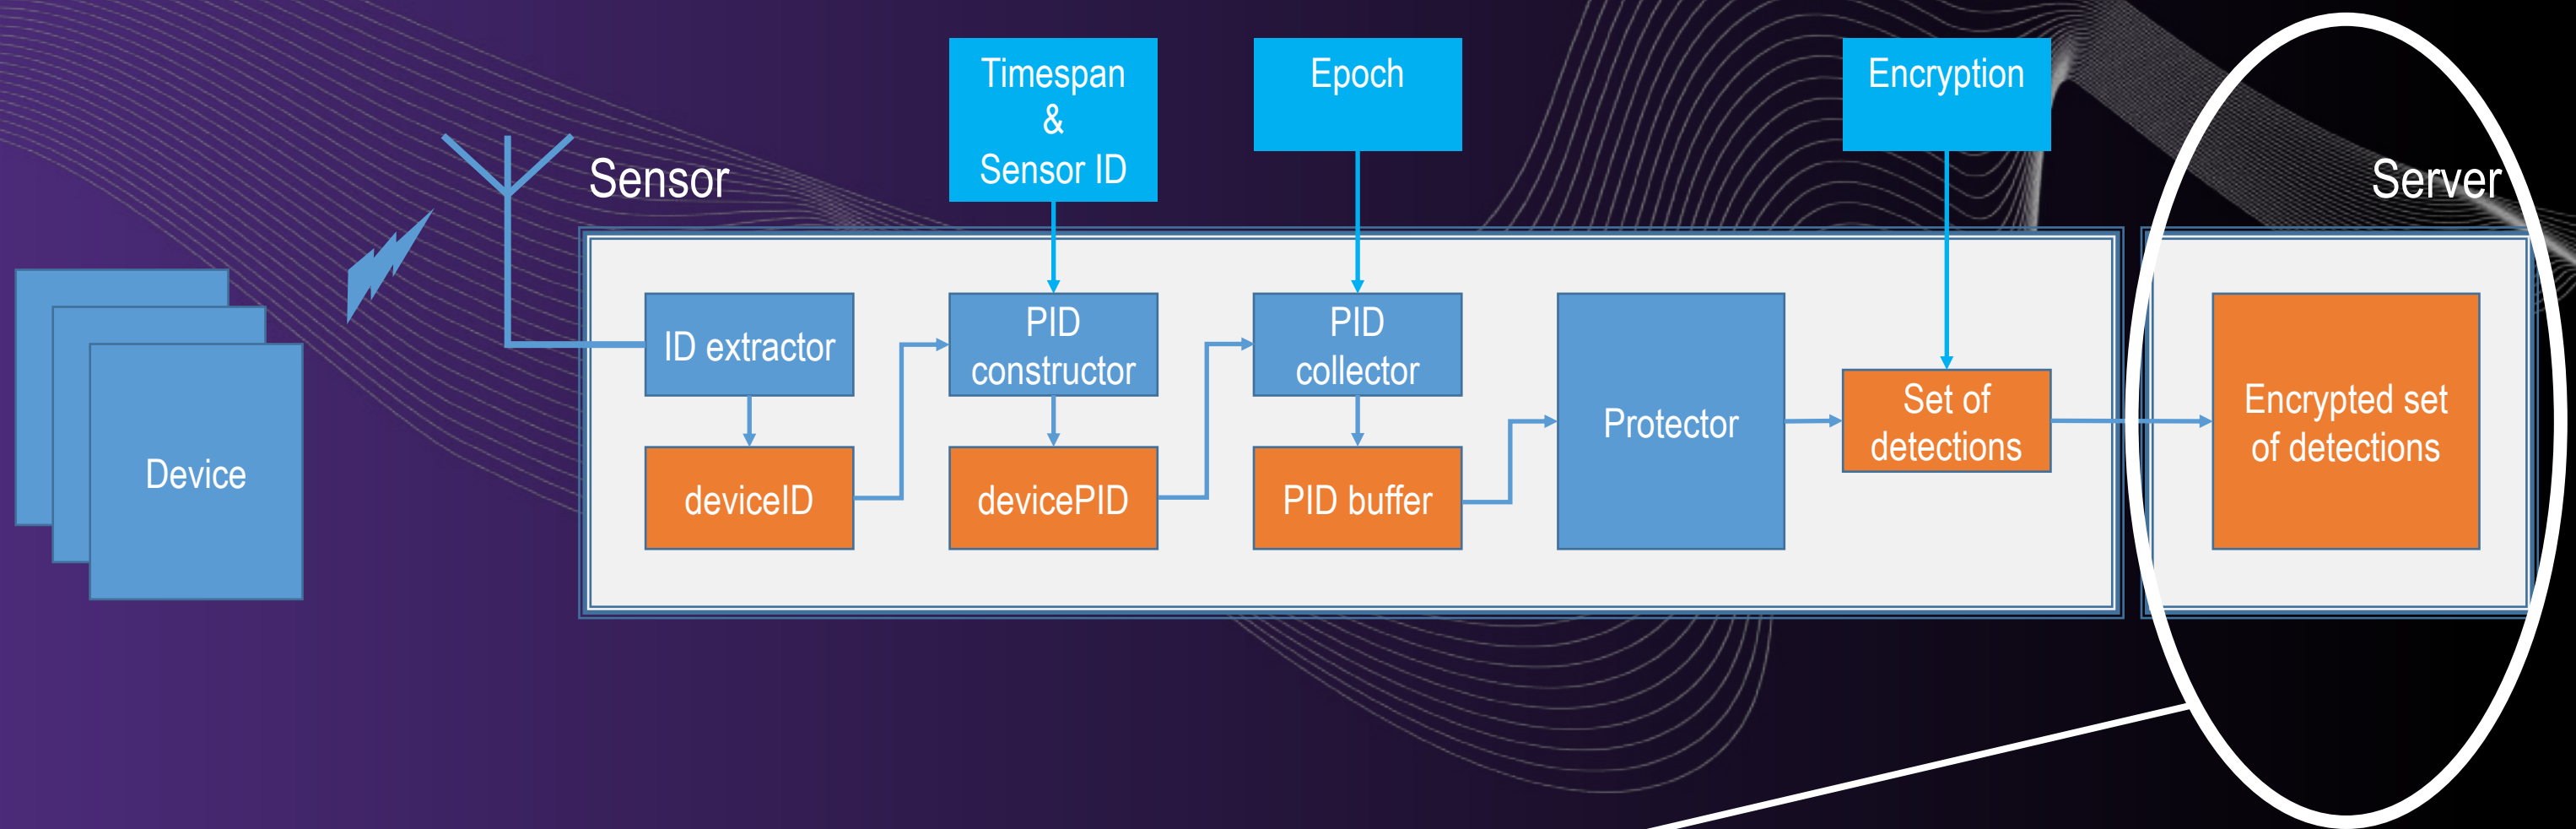 Timespan
&
Sensor ID
Epoch
Encryption
Sensor
Server
Device
ID extractor
deviceID
PID
constructor
devicePID
PID
collector
PID buffer
Protector
Set of
detections
Encrypted set
of detections